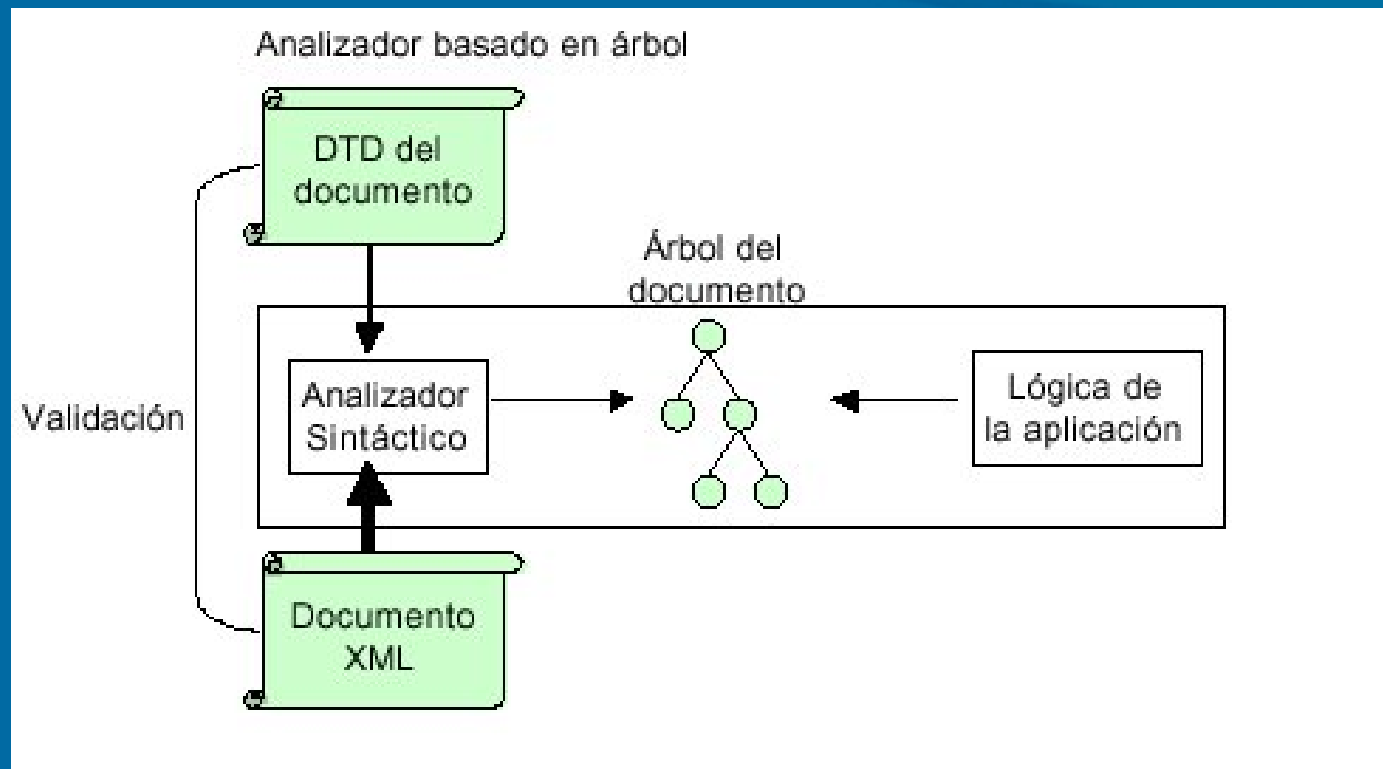 Analizador basado en árbol
DTD del
documento
Árbol del
documento
Analizador
Sintáctico
Lógica de
la aplicación
Validación
Documento
XML